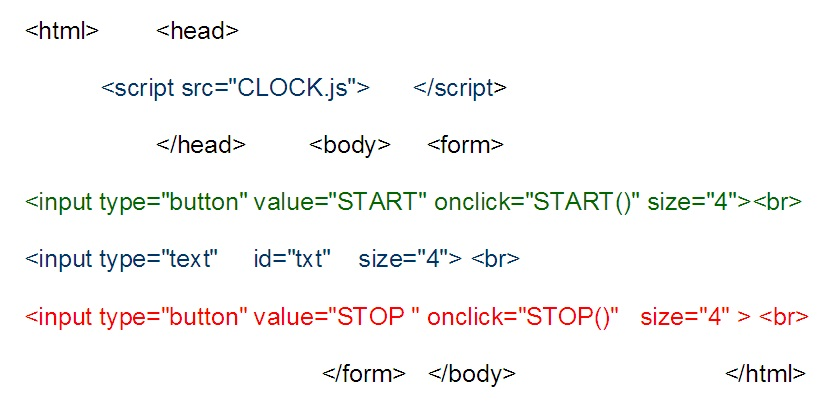 <html> <head>
<script src="CLOCK.js"> </script>
</head> <body> <form>
<input type="button" value="START" onclick="START()" size="4"><br>
<input type="text" id="txt" size="4"> <br>
<input type="button" value="STOP " onclick="STOP()" size="4" > <br>
</form> </body> </html>